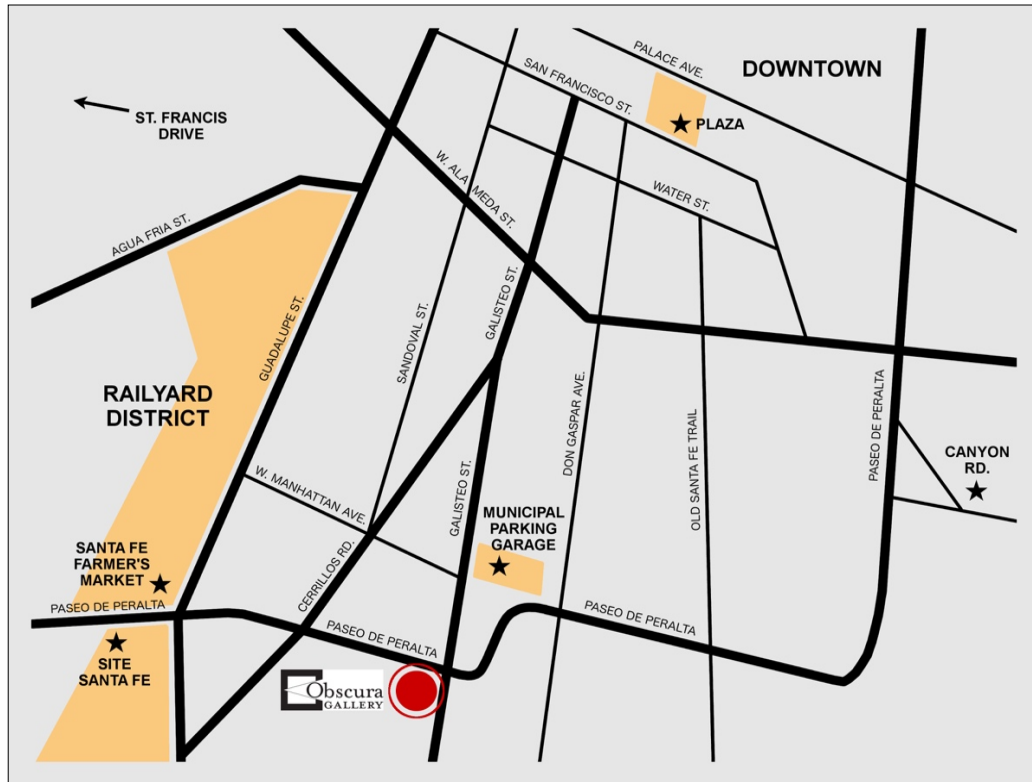 PALACE AVE.
DOWNTOWN
SAN FRANCISCO ST.
ST. FRANCIS
DRIVE
PLAZA
W. ALAMEDA ST.
WATER ST.
AGUA FRIA ST.
GUADALUPE ST.
SANDOVAL ST.
GALISTEO ST.
RAILYARD
DISTRICT
DON GASPAR AVE.
OLD SANTA FE TRAIL
PASEO DE PERALTA
CANYON
RD.
W. MANHATTAN AVE.
GALISTEO ST.
MUNICIPAL
PARKING
GARAGE
SANTA FE
FARMER'S
MARKET
CERRILLOS RD.
PASEO DE PERALTA
PASEO DE PERALTA
PASEO DE PERALTA
SITE
SANTA FE
Obscura
GALLERY